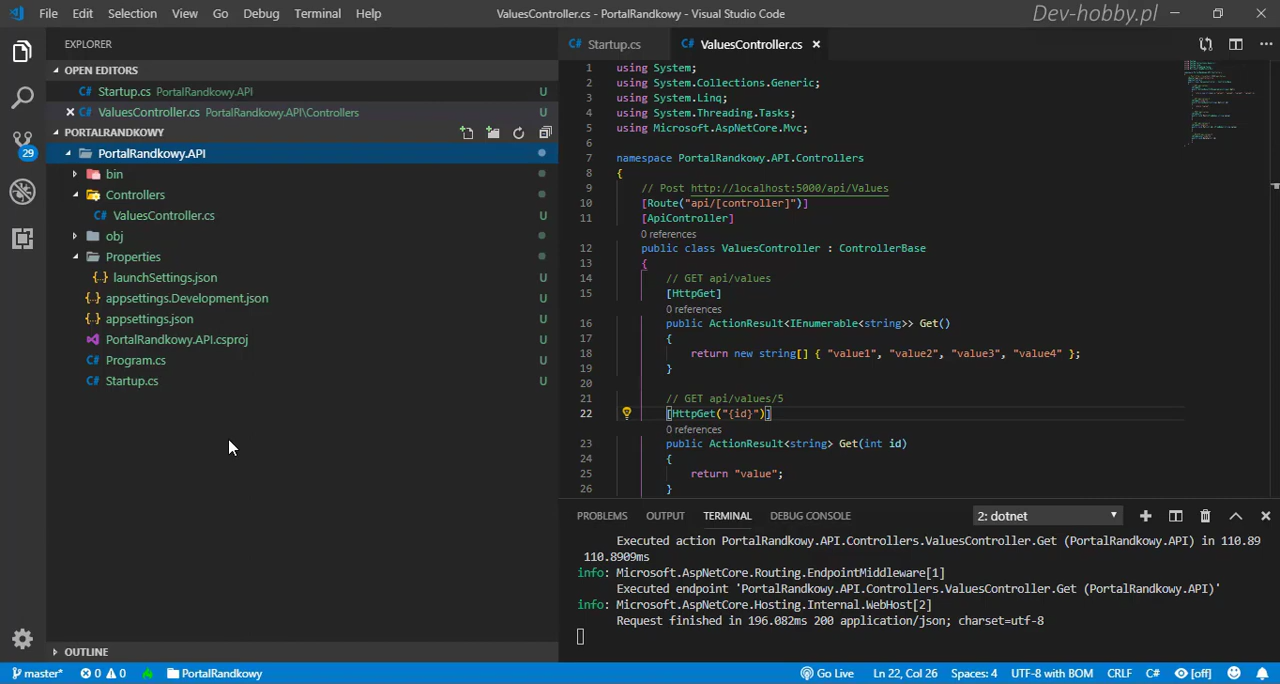 File Edit Selection View Go Debug Terminal Help
ValuesController.cs - PortalRandkowy - Visual Studio Code
Dev-hobby.pl
EXPLORER
OPEN EDITORS
Startup.cs PortalRandkowy.API U
ValuesController.cs PortalRandkowy.API\Controllers U
PORTALRANDKOWY
29
PortalRandkowy.API
bin
Controllers
ValuesController.cs U
obj
Properties
launchSettings.json U
appsettings.Development.json U
appsettings.json U
PortalRandkowy.API.csproj U
Program.cs U
Startup.cs U
OUTLINE
Startup.cs ValuesController.cs
1 using System;
2 using System.Collections.Generic;
3 using System.Linq;
4 using System.Threading.Tasks;
5 using Microsoft.AspNetCore.Mvc;
6
7 namespace PortalRandkowy.API.Controllers
8 {
9 // Post http://localhost:5000/api/Values
10 [Route("api/[controller]")]
11 [ApiController]
0 references
12 public class ValuesController : ControllerBase
13 {
14 // GET api/values
15 [HttpGet]
0 references
16 public ActionResult<IEnumerable<string>> Get()
17 {
18 return new string[] { "value1", "value2", "value3", "value4" };
19 }
20
21 // GET api/values/5
22 [HttpGet("{id}")]
0 references
23 public ActionResult<string> Get(int id)
24 {
25 return "value";
26 }
PROBLEMS OUTPUT TERMINAL DEBUG CONSOLE 2: dotnet
Executed action PortalRandkowy.API.Controllers.ValuesController.Get (PortalRandkowy.API) in 110.89
110.8909ms
info: Microsoft.AspNetCore.Routing.EndpointMiddleware[1]
Executed endpoint 'PortalRandkowy.API.Controllers.ValuesController.Get (PortalRandkowy.API)'
info: Microsoft.AspNetCore.Hosting.Internal.WebHost[2]
Request finished in 196.082ms 200 application/json; charset=utf-8
master* 0 0 PortalRandkowy Go Live Ln 22, Col 26 Spaces: 4 UTF-8 with BOM CRLF C# [off]